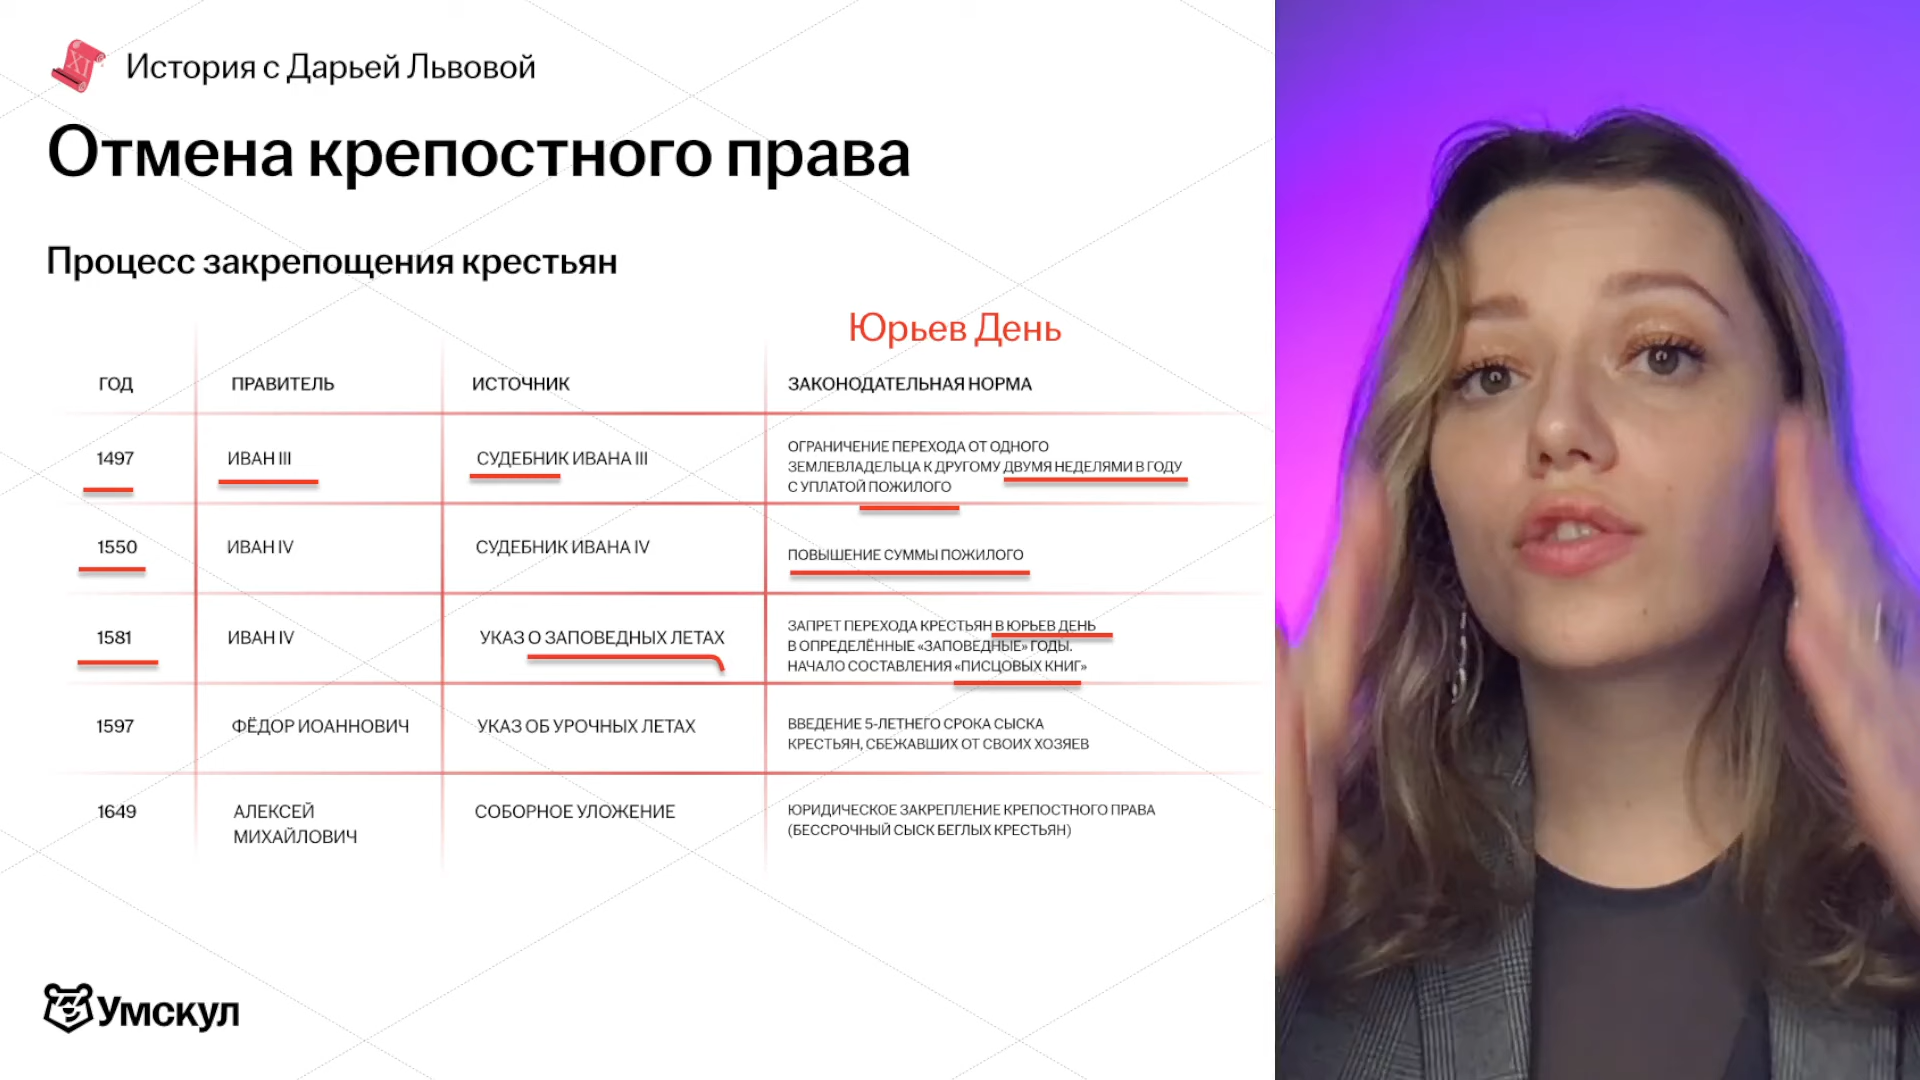 XI
История с Дарьей Львовой
Отмена крепостного права
Процесс закрепощения крестьян
Юрьев День
ГОД
ПРАВИТЕЛЬ
ИСТОЧНИК
ЗАКОНОДАТЕЛЬНАЯ НОРМА
1497
ИВАН III
СУДЕБНИК ИВАНА III
ОГРАНИЧЕНИЕ ПЕРЕХОДА ОТ ОДНОГО
ЗЕМЛЕВЛАДЕЛЬЦА К ДРУГОМУ ДВУМЯ НЕДЕЛЯМИ В ГОДУ
С УПЛАТОЙ ПОЖИЛОГО
1550
ИВАН IV
СУДЕБНИК ИВАНА IV
ПОВЫШЕНИЕ СУММЫ ПОЖИЛОГО
1581
ИВАН IV
УКАЗ О ЗАПОВЕДНЫХ ЛЕТАХ
ЗАПРЕТ ПЕРЕХОДА КРЕСТЬЯН В ЮРЬЕВ ДЕНЬ
В ОПРЕДЕЛЁННЫЕ «ЗАПОВЕДНЫЕ» ГОДЫ.
НАЧАЛО СОСТАВЛЕНИЯ «ПИСЦОВЫХ КНИГ»
1597
ФЁДОР ИОАННОВИЧ
УКАЗ ОБ УРОЧНЫХ ЛЕТАХ
ВВЕДЕНИЕ 5-ЛЕТНЕГО СРОКА СЫСКА
КРЕСТЬЯН, СБЕЖАВШИХ ОТ СВОИХ ХОЗЯЕВ
1649
АЛЕКСЕЙ
МИХАЙЛОВИЧ
СОБОРНОЕ УЛОЖЕНИЕ
ЮРИДИЧЕСКОЕ ЗАКРЕПЛЕНИЕ КРЕПОСТНОГО ПРАВА
(БЕССРОЧНЫЙ СЫСК БЕГЛЫХ КРЕСТЬЯН)
Умскул